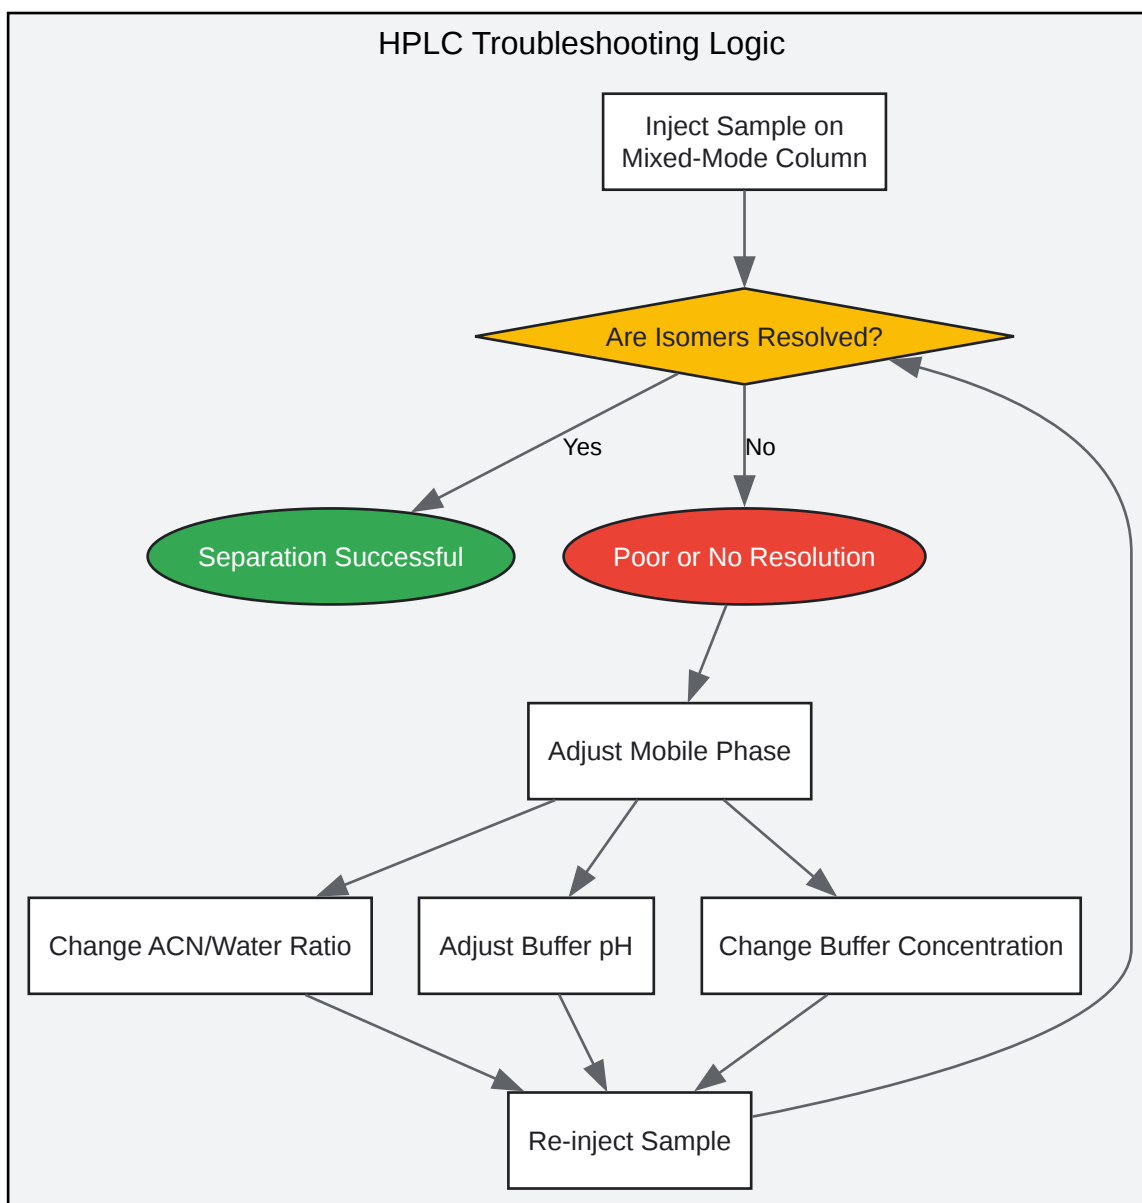 HPLC Troubleshooting Logic
Inject Sample on
Mixed-Mode Column
Are Isomers Resolved?
Yes
No
Separation Successful
Poor or No Resolution
Adjust Mobile Phase
Change ACN/Water Ratio
Adjust Buffer pH
Change Buffer Concentration
Re-inject Sample